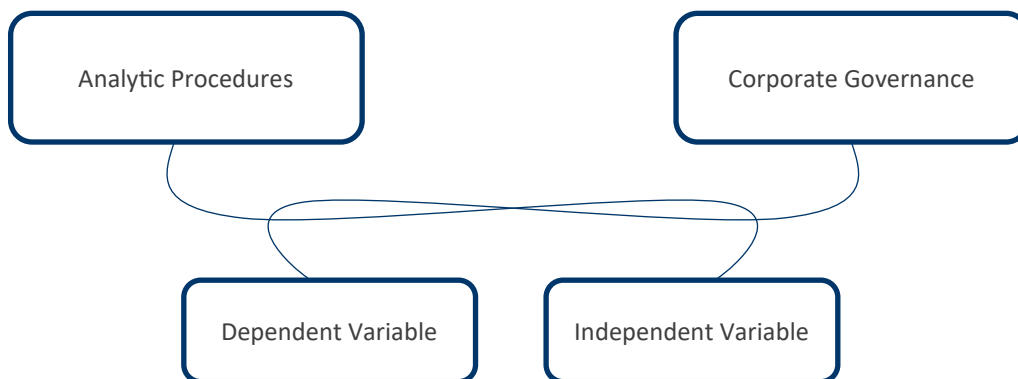 Analytic Procedures
Corporate Governance
Dependent Variable
Independent Variable